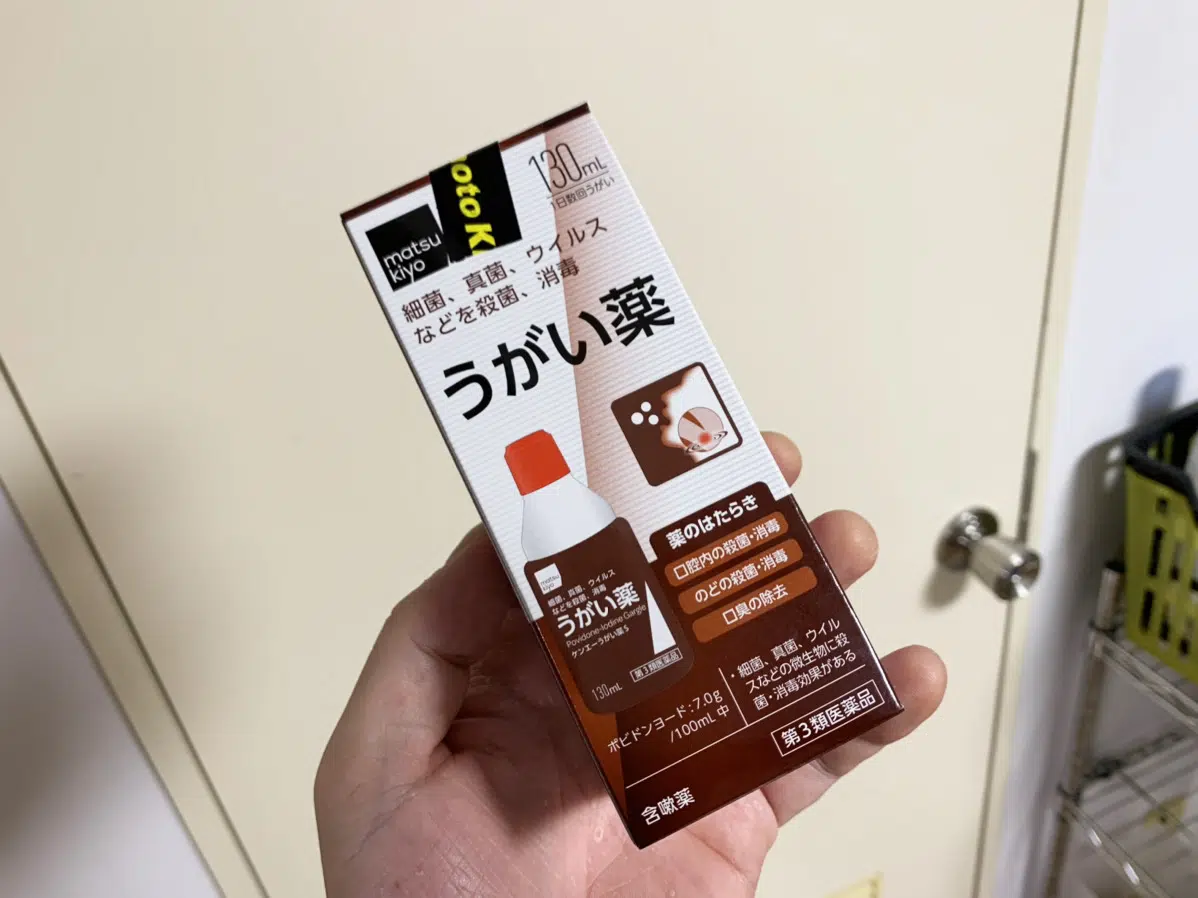 130mL
1日数回うがい
matsu
kiyo
oto K
細菌、真菌、ウイルス
などを殺菌、消毒
うがい薬
matsu
kiyo
細菌、真菌、ウイルス
などを殺菌、消毒
うがい薬
Povidone-Iodine Gargle
ケンエーうがい薬S
第3類医薬品
130mL
薬のはたらき
口腔内の殺菌・消毒
のどの殺菌・消毒
口臭の除去
ポビドンヨード:7.0g
/100mL 中
・細菌、真菌、ウイル
スなどの微生物に殺
菌・消毒効果がある
第3類医薬品
含嗽薬